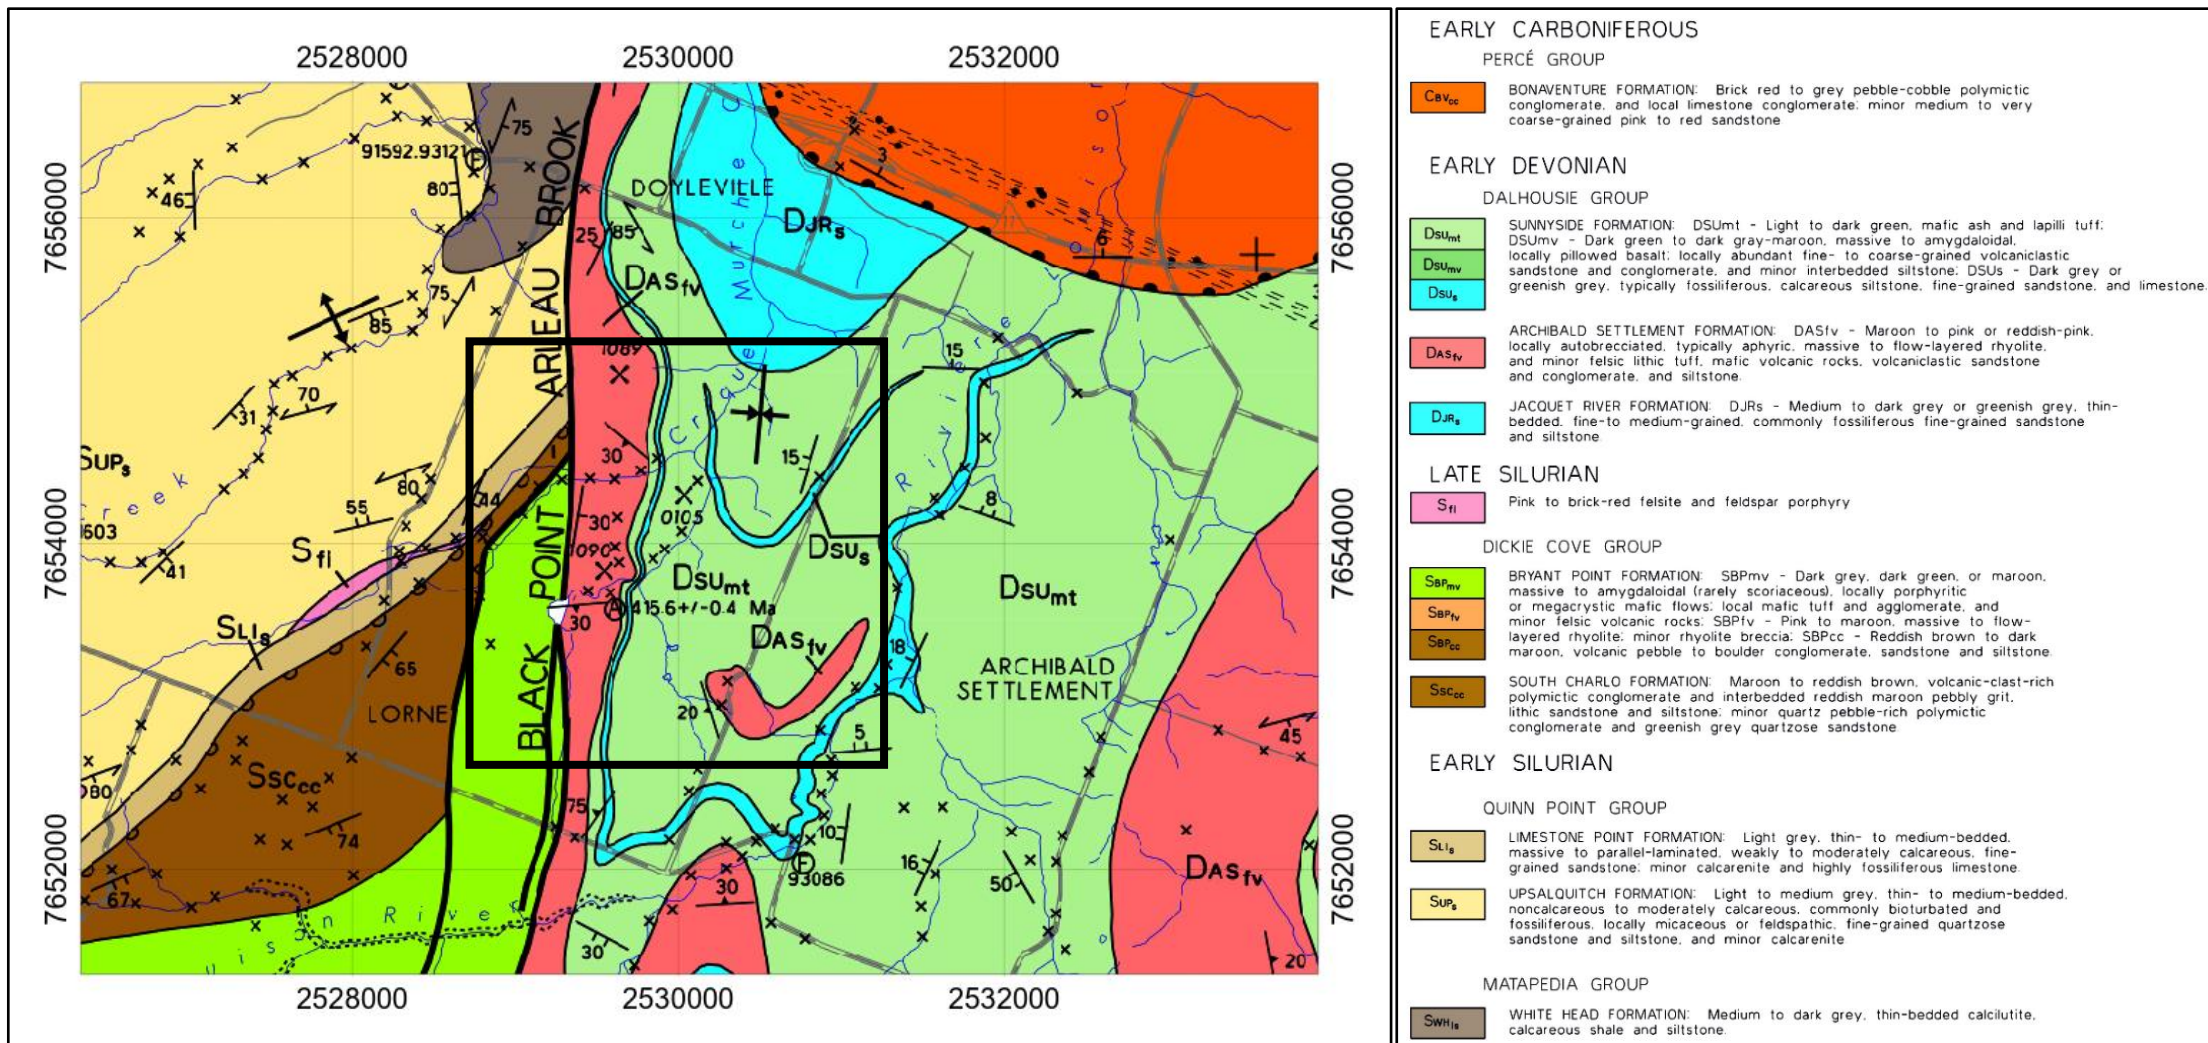 2528000
2530000
2532000
7656000
7654000
7652000
7656000
7654000
7652000
91592.93121
F
75
80
46
75
85
31
70
SUPs
reek
1603
41
55
80
44
Sfl
SLIs
65
LORNE
SSCcc
74
80
67
BLACK POINT ARLEAU BROOK
25
85
DOYLEVILLE
DJRs
DASfv
3
1089
30
30
0105
1090
15
15
8
DSUs
DSUmt
DSUmt
A
415.6+/-0.4 Ma
30
DASfv
18
20
5
ARCHIBALD
SETTLEMENT
45
75
10
F
93086
16
50
30
30
DASfv
20
River
2528000
2530000
2532000
EARLY CARBONIFEROUS
PERCÉ GROUP
CBVcc
BONAVENTURE FORMATION: Brick red to grey pebble-cobble polymictic
conglomerate, and local limestone conglomerate; minor medium to very
coarse-grained pink to red sandstone
EARLY DEVONIAN
DALHOUSIE GROUP
DSUmt
DSUmv
DSUs
SUNNYSIDE FORMATION: DSUmt - Light to dark green, mafic ash and lapilli tuff;
DSUmv - Dark green to dark gray-maroon, massive to amygdaloidal,
locally pillowed basalt; locally abundant fine- to coarse-grained volcaniclastic
sandstone and conglomerate, and minor interbedded siltstone; DSUs - Dark grey or
greenish grey, typically fossiliferous, calcareous siltstone, fine-grained sandstone, and limestone.
DASfv
ARCHIBALD SETTLEMENT FORMATION: DASfv - Maroon to pink or reddish-pink,
locally autobrecciated, typically aphyric, massive to flow-layered rhyolite,
and minor felsic lithic tuff, mafic volcanic rocks, volcaniclastic sandstone
and conglomerate, and siltstone.
DJRs
JACQUET RIVER FORMATION: DJRs - Medium to dark grey or greenish grey, thin-
bedded, fine-to medium-grained, commonly fossiliferous fine-grained sandstone
and siltstone
LATE SILURIAN
Sfl
Pink to brick-red felsite and feldspar porphyry
DICKIE COVE GROUP
SBPmv
SBPfv
SBPcc
BRYANT POINT FORMATION: SBPmv - Dark grey, dark green, or maroon,
massive to amygdaloidal (rarely scoriaceous), locally porphyritic
or megacrystic mafic flows; local mafic tuff and agglomerate, and
minor felsic volcanic rocks; SBPfv - Pink to maroon, massive to flow-
layered rhyolite; minor rhyolite breccia; SBPcc - Reddish brown to dark
maroon, volcanic pebble to boulder conglomerate, sandstone and siltstone.
SSCcc
SOUTH CHARLO FORMATION: Maroon to reddish brown, volcanic-clast-rich
polymictic conglomerate and interbedded reddish maroon pebbly grit,
lithic sandstone and siltstone; minor quartz pebble-rich polymictic
conglomerate and greenish grey quartzose sandstone
EARLY SILURIAN
QUINN POINT GROUP
SLIs
LIMESTONE POINT FORMATION: Light grey, thin- to medium-bedded,
massive to parallel-laminated, weakly to moderately calcareous, fine-
grained sandstone; minor calcarenite and highly fossiliferous limestone.
SUPs
UPSALQUITCH FORMATION: Light to medium grey, thin- to medium-bedded,
noncalcareous to moderately calcareous, commonly bioturbated and
fossiliferous, locally micaceous or feldspathic, fine-grained quartzose
sandstone and siltstone, and minor calcarenite
MATAPEDIA GROUP
SWHls
WHITE HEAD FORMATION: Medium to dark grey, thin-bedded calcilutite,
calcareous shale and siltstone.